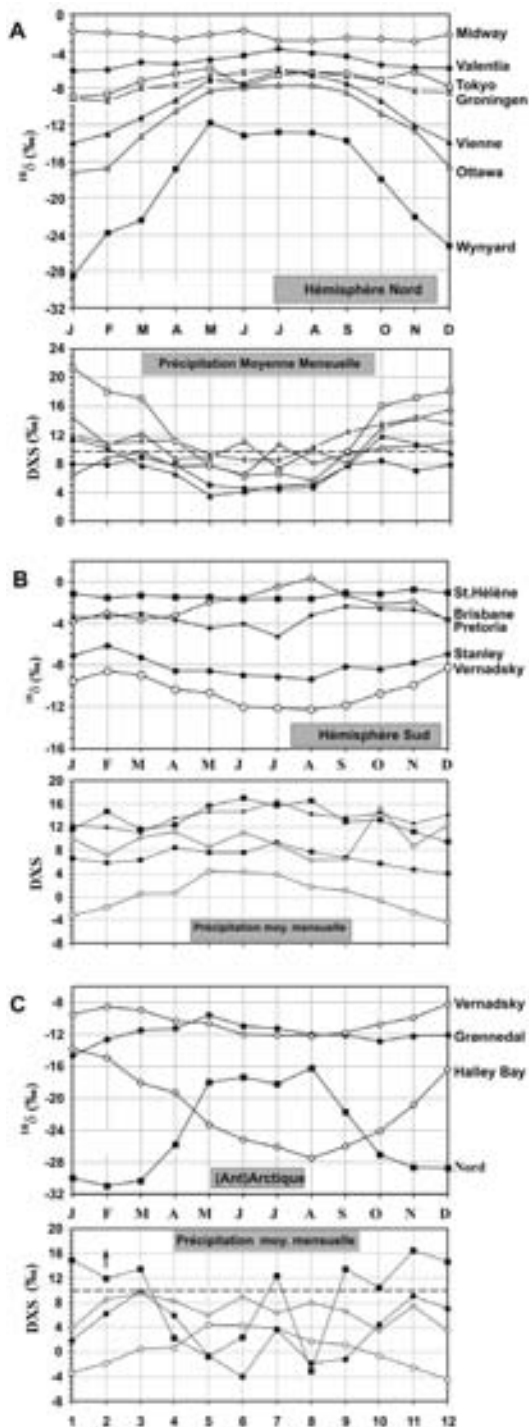 A
Midway
Valentia
Tokyo
Groningen
Vienne
Ottawa
Wynyard
0
-4
-8
-12
-16
-20
-24
-28
-32
¹⁸δ (‰)
Hémisphère Nord
J F M A M J J A S O N D
24
20
16
12
8
4
0
DXS (‰)
Précipitation Moyenne Mensuelle
B
St.Hélène
Brisbane
Pretoria
Stanley
Vernadsky
0
-4
-8
-12
-16
¹⁸δ (‰)
Hémisphère Sud
J F M A M J J A S O N D
20
16
12
8
4
0
-4
-8
DXS
Précipitation moy. mensuelle
C
Vernadsky
Grønnedal
Halley Bay
Nord
-8
-12
-16
-20
-24
-28
-32
¹⁸δ (‰)
(Ant)Arctique
J F M A M J J A S O N D
20
16
12
8
4
0
-4
-8
DXS (‰)
Précipitation moy. mensuelle
1 2 3 4 5 6 7 8 9 10 11 12